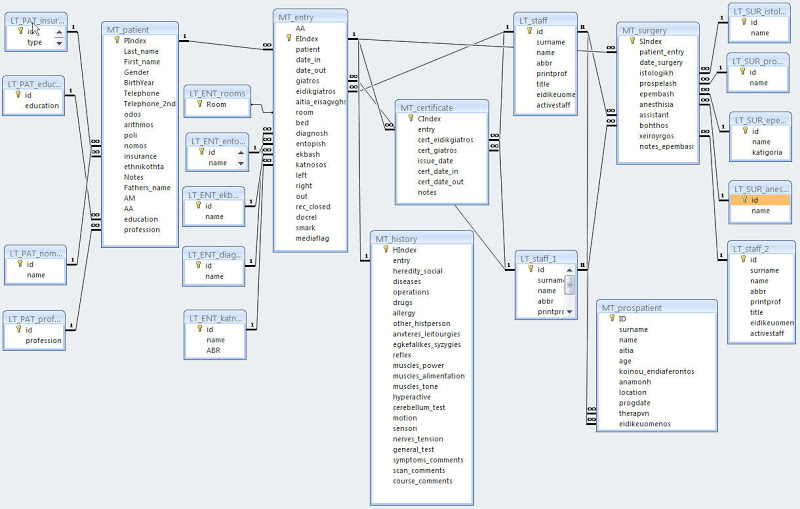 LT_PAT_insur...
id
type
LT_PAT_educ...
id
education
LT_PAT_nom...
id
name
LT_PAT_prof...
id
profession
MT_patient
PIndex
Last_name
First_name
Gender
BirthYear
Telephone
Telephone_2nd
odos
arithmos
poli
nomos
insurance
ethnikothta
Notes
Fathers_name
AM
AA
education
profession
LT_ENT_rooms
Room
LT_ENT_ento...
id
name
LT_ENT_ekb...
id
name
LT_ENT_diag...
id
name
LT_ENT_katn...
id
name
ABR
MT_entry
AA
EIndex
patient
date_in
date_out
giatros
eidikgiatros
aitia_eisagvghs
room
bed
diagnosh
entopish
ekbash
katnosos
left
right
out
rec_closed
docrel
smark
mediaflag
MT_certificate
CIndex
entry
cert_eidikgiatros
cert_giatros
issue_date
cert_date_in
cert_date_out
notes
MT_history
HIndex
entry
heredity_social
diseases
operations
drugs
allergy
other_histperson
anvteres_leitourgies
egkefalikes_syzygies
reflex
muscles_power
muscles_alimentation
muscles_tone
hyperactive
cerebellum_test
motion
sensori
nerves_tension
general_test
symptoms_comments
scan_comments
course_comments
LT_staff
id
surname
name
abbr
printprof
title
eidikeuome
activestaff
LT_staff_1
id
surname
name
abbr
printpro
MT_surgery
SIndex
patient_entry
date_surgery
istologikh
prospelash
epembash
anesthisia
assistant
bohthos
xeiroyrgos
notes_epembasi
MT_prospatient
ID
surname
name
aitia
age
koinou_endiaferontos
anamonh
location
progdate
therapvn
eidikeuomenos
LT_SUR_istol...
id
name
LT_SUR_pro...
id
name
LT_SUR_epe...
id
name
katigoria
LT_SUR_anes...
id
name
LT_staff_2
id
surname
name
abbr
printprof
title
eidikeuomen
activestaff